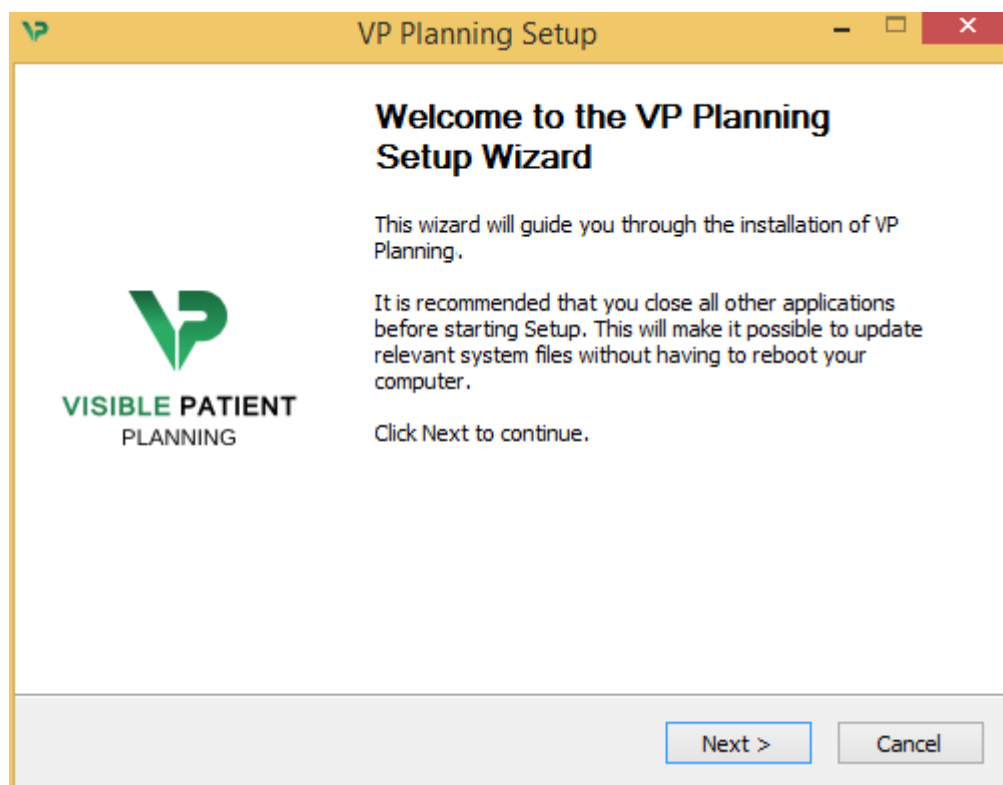 VP Planning Setup
Welcome to the VP Planning
Setup Wizard
This wizard will guide you through the installation of VP
Planning.
It is recommended that you close all other applications
before starting Setup. This will make it possible to update
relevant system files without having to reboot your
computer.
Click Next to continue.
VP
VISIBLE PATIENT
PLANNING
Next >
Cancel